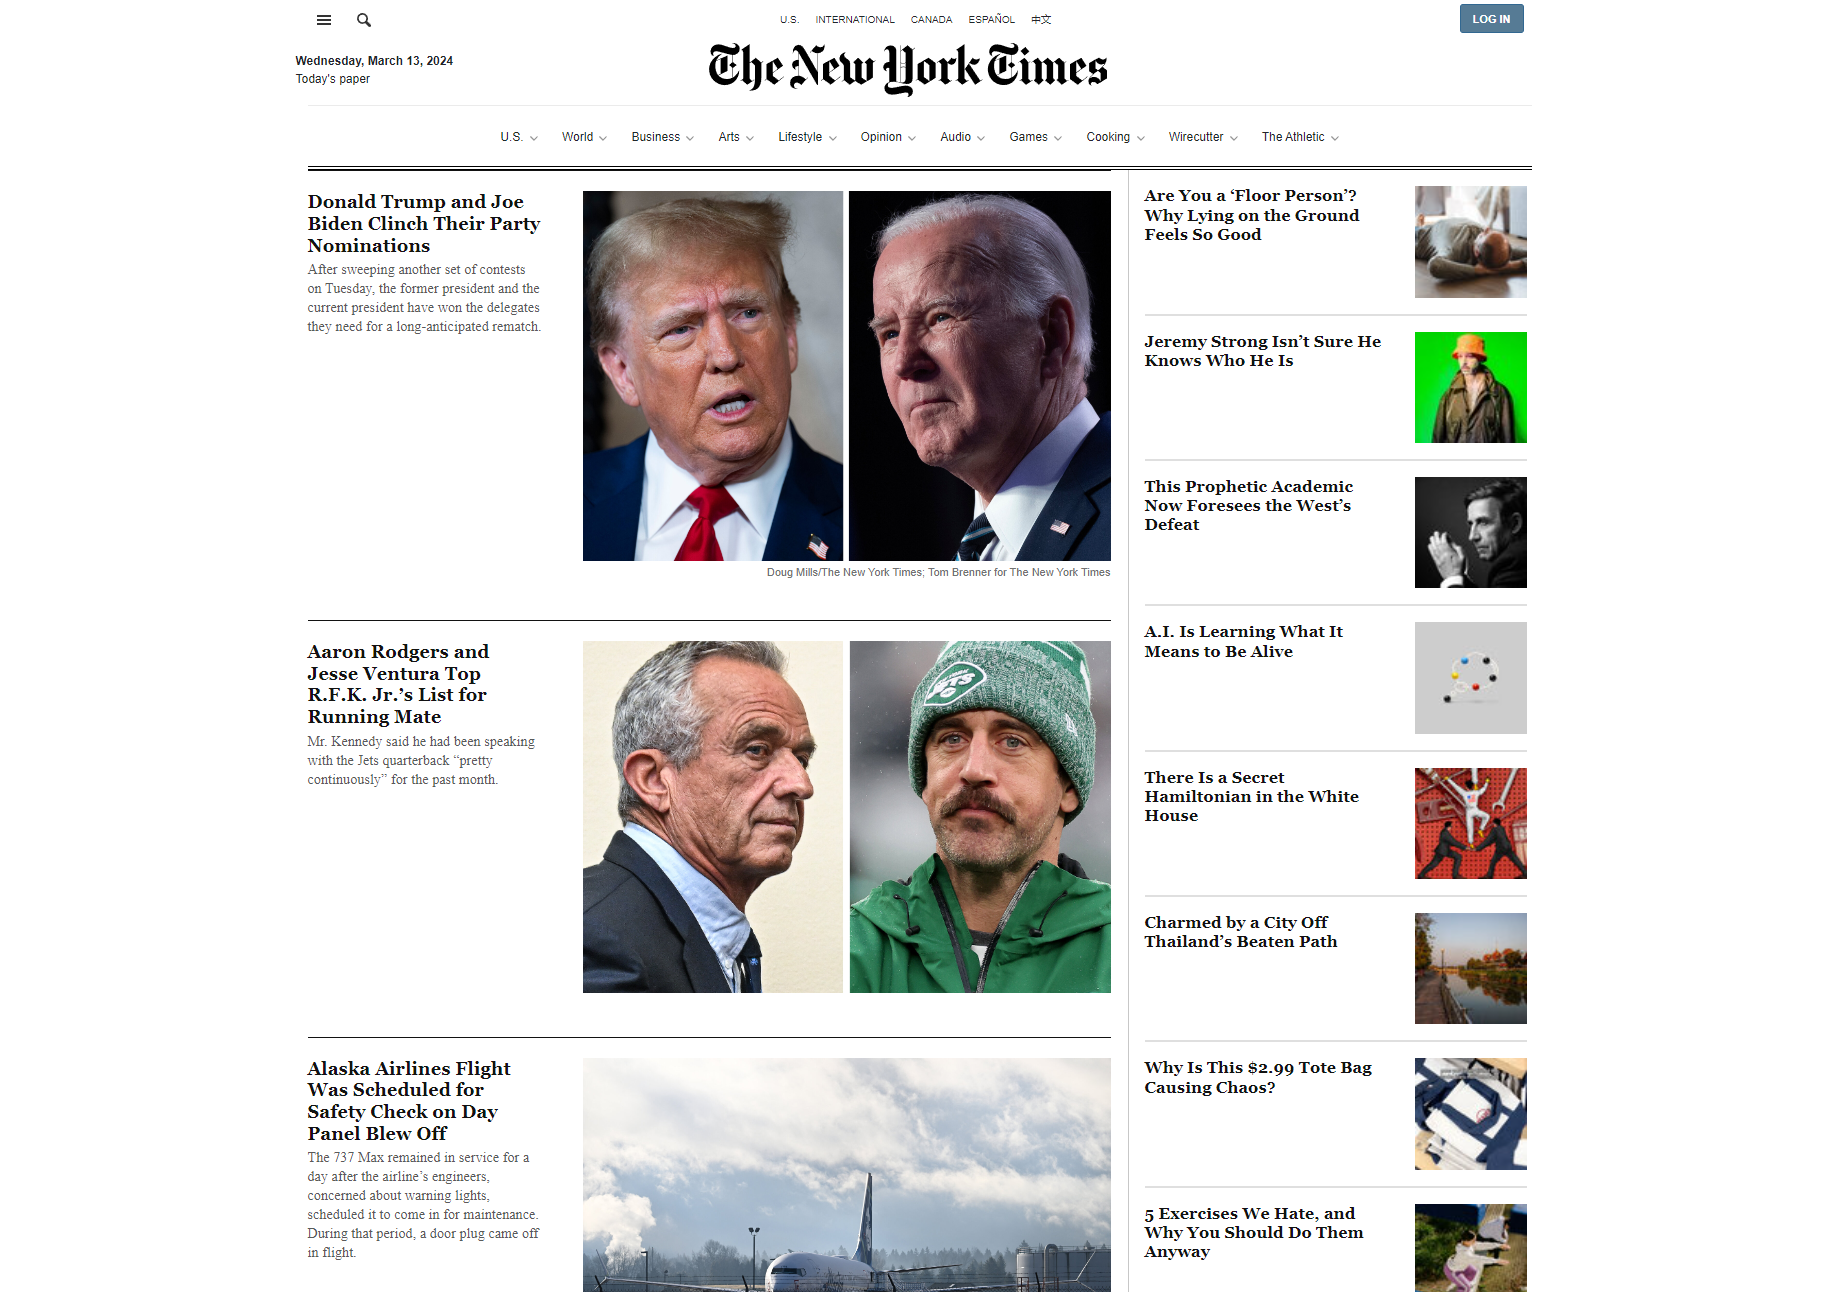 U.S. INTERNATIONAL CANADA ESPAÑOL 中文
LOG IN
Wednesday, March 13, 2024
Today's paper
The New York Times
U.S. World Business Arts Lifestyle Opinion Audio Games Cooking Wirecutter The Athletic
Donald Trump and Joe
Biden Clinch Their Party
Nominations
After sweeping another set of contests
on Tuesday, the former president and the
current president have won the delegates
they need for a long-anticipated rematch.
Doug Mills/The New York Times; Tom Brenner for The New York Times
Aaron Rodgers and
Jesse Ventura Top
R.F.K. Jr.’s List for
Running Mate
Mr. Kennedy said he had been speaking
with the Jets quarterback “pretty
continuously” for the past month.
JETS
Alaska Airlines Flight
Was Scheduled for
Safety Check on Day
Panel Blew Off
The 737 Max remained in service for a
day after the airline’s engineers,
concerned about warning lights,
scheduled it to come in for maintenance.
During that period, a door plug came off
in flight.
Are You a ‘Floor Person’?
Why Lying on the Ground
Feels So Good
Jeremy Strong Isn’t Sure He
Knows Who He Is
This Prophetic Academic
Now Foresees the West’s
Defeat
A.I. Is Learning What It
Means to Be Alive
There Is a Secret
Hamiltonian in the White
House
Charmed by a City Off
Thailand’s Beaten Path
Why Is This $2.99 Tote Bag
Causing Chaos?
5 Exercises We Hate, and
Why You Should Do Them
Anyway